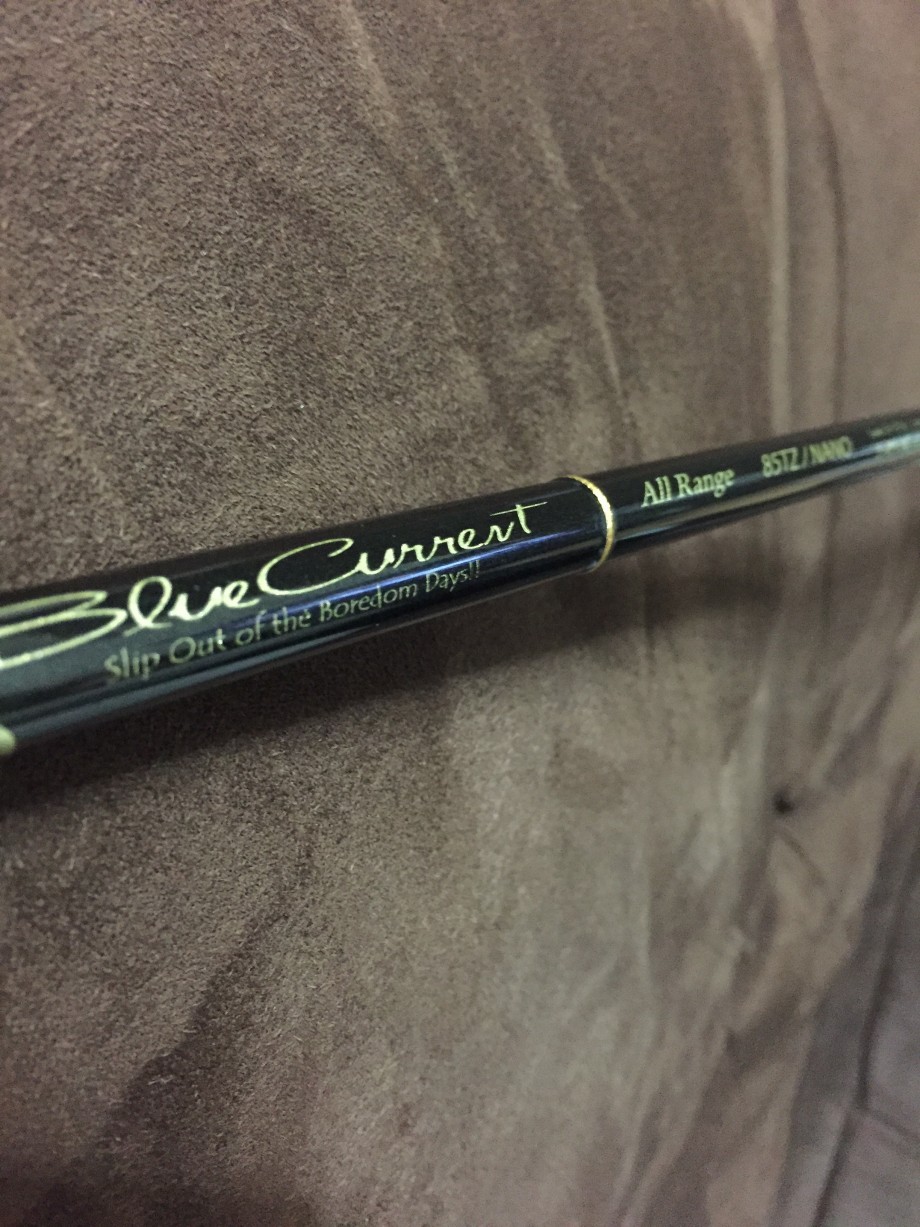 BlueCurrent
Slip Out of the Boredom Days!!
All Range 85TZ/NANO